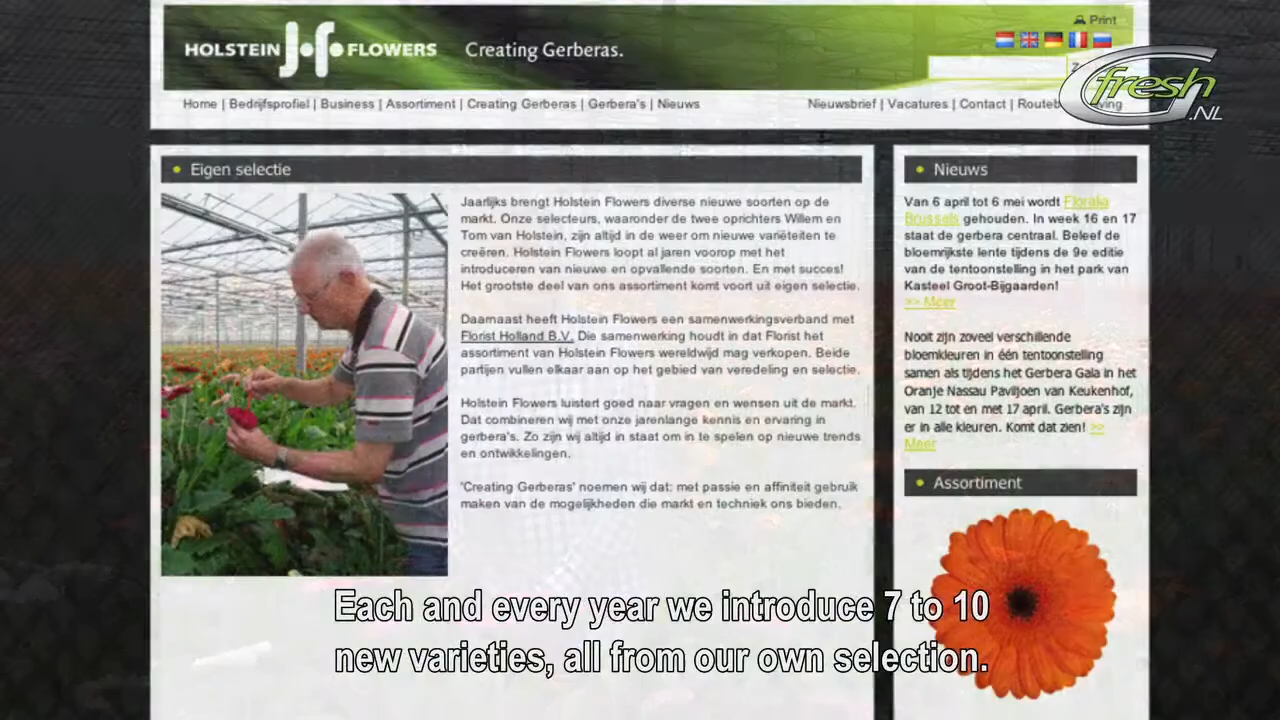 Print
HOLSTEIN FLOWERS Creating Gerberas.
fresh
.NL
Home | Bedrijfsprofiel | Business | Assortiment | Creating Gerberas | Gerbera's | Nieuws
Nieuwsbrief | Vacatures | Contact |
Eigen selectie
Jaarlijks brengt Holstein Flowers diverse nieuwe soorten op de
markt. Onze selecteurs, waaronder de twee oprichters Willem en
Tom van Holstein, zijn altijd in de weer om nieuwe variëteiten te
creëren. Holstein Flowers loopt al jaren voorop met het
introduceren van nieuwe en opvallende soorten. En met succes!
Het grootste deel van ons assortiment komt voort uit eigen selectie.
Daarnaast heeft Holstein Flowers een samenwerkingsverband met
Florist Holland B.V. Die samenwerking houdt in dat Florist het
assortiment van Holstein Flowers wereldwijd mag verkopen. Beide
partijen vullen elkaar aan op het gebied van veredeling en selectie.
Holstein Flowers luistert goed naar vragen en wensen uit de markt.
Dat combineren wij met onze jarenlange kennis en ervaring in
gerbera's. Zo zijn wij altijd in staat om in te spelen op nieuwe trends
en ontwikkelingen.
'Creating Gerberas' noemen wij dat: met passie en affiniteit gebruik
maken van de mogelijkheden die markt en techniek ons bieden.
Nieuws
Van 6 april tot 6 mei wordt Floralia
Brussels gehouden. In week 16 en 17
staat de gerbera centraal. Beleef de
bloemrijkste lente tijdens de 9e editie
van de tentoonstelling in het park van
Kasteel Groot-Bijgaarden!
>> Meer
Nooit zijn zoveel verschillende
bloemkleuren in één tentoonstelling
samen als tijdens het Gerbera Gala in het
Oranje Nassau Paviljoen van Keukenhof,
van 12 tot en met 17 april. Gerbera's zijn
er in alle kleuren. Komt dat zien! >>
Meer
Assortiment
Each and every year we introduce 7 to 10
new varieties, all from our own selection.